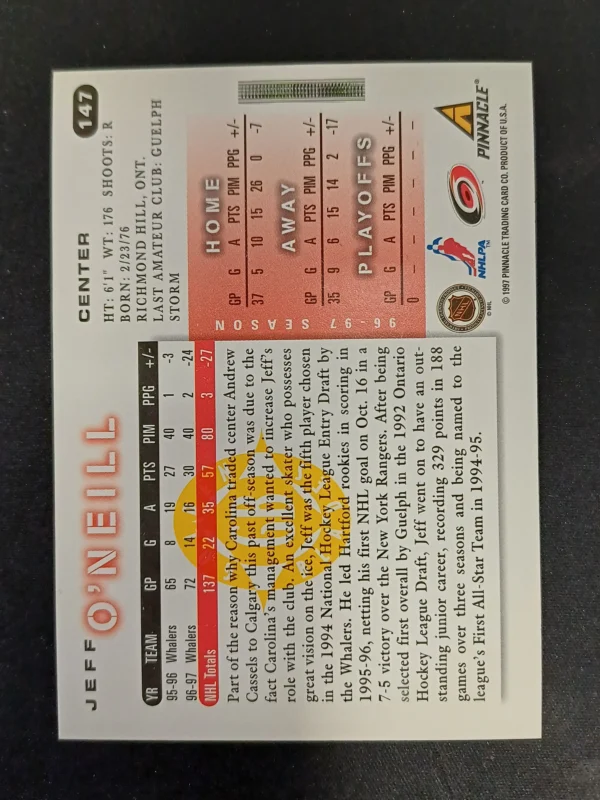 JEFF
O'NEILL
CENTER
147
HT: 6'1" WT: 176 SHOOTS: R
BORN: 2/23/76
RICHMOND HILL, ONT.
LAST AMATEUR CLUB: GUELPH
STORM
YR TEAM GP G A PTS PIM PPG +/-
95-96 Whalers 65 8 19 27 40 1 -3
96-97 Whalers 72 14 16 30 40 2 -24
NHL Totals 137 22 35 57 80 3 -27
Part of the reason why Carolina traded center Andrew
Cassels to Calgary this past off-season was due to the
fact Carolina's management wanted to increase Jeff's
role with the club. An excellent skater who possesses
great vision on the ice, Jeff was the fifth player chosen
in the 1994 National Hockey League Entry Draft by
the Whalers. He led Hartford rookies in scoring in
1995-96, netting his first NHL goal on Oct. 16 in a
7-5 victory over the New York Rangers. After being
selected first overall by Guelph in the 1992 Ontario
Hockey League Draft, Jeff went on to have an out-
standing junior career, recording 329 points in 188
games over three seasons and being named to the
league's First All-Star Team in 1994-95.
96-97 SEASON
HOME
GP G A PTS PIM PPG +/-
37 5 10 15 26 0 -7
AWAY
GP G A PTS PIM PPG +/-
35 9 6 15 14 2 -17
PLAYOFFS
GP G A PTS PIM PPG +/-
0 – – – – – –
NHL
© NHL
NHLPA™
PINNACLE®
© 1997 PINNACLE TRADING CARD CO. PRODUCT OF U.S.A.